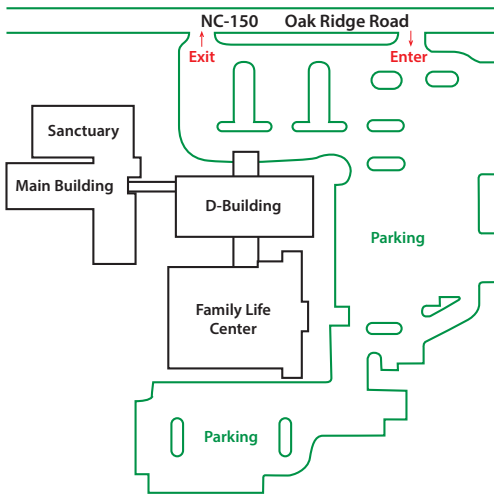 NC-150 Oak Ridge Road
Exit
Enter
Sanctuary
Main Building
D-Building
Parking
Family Life
Center
Parking